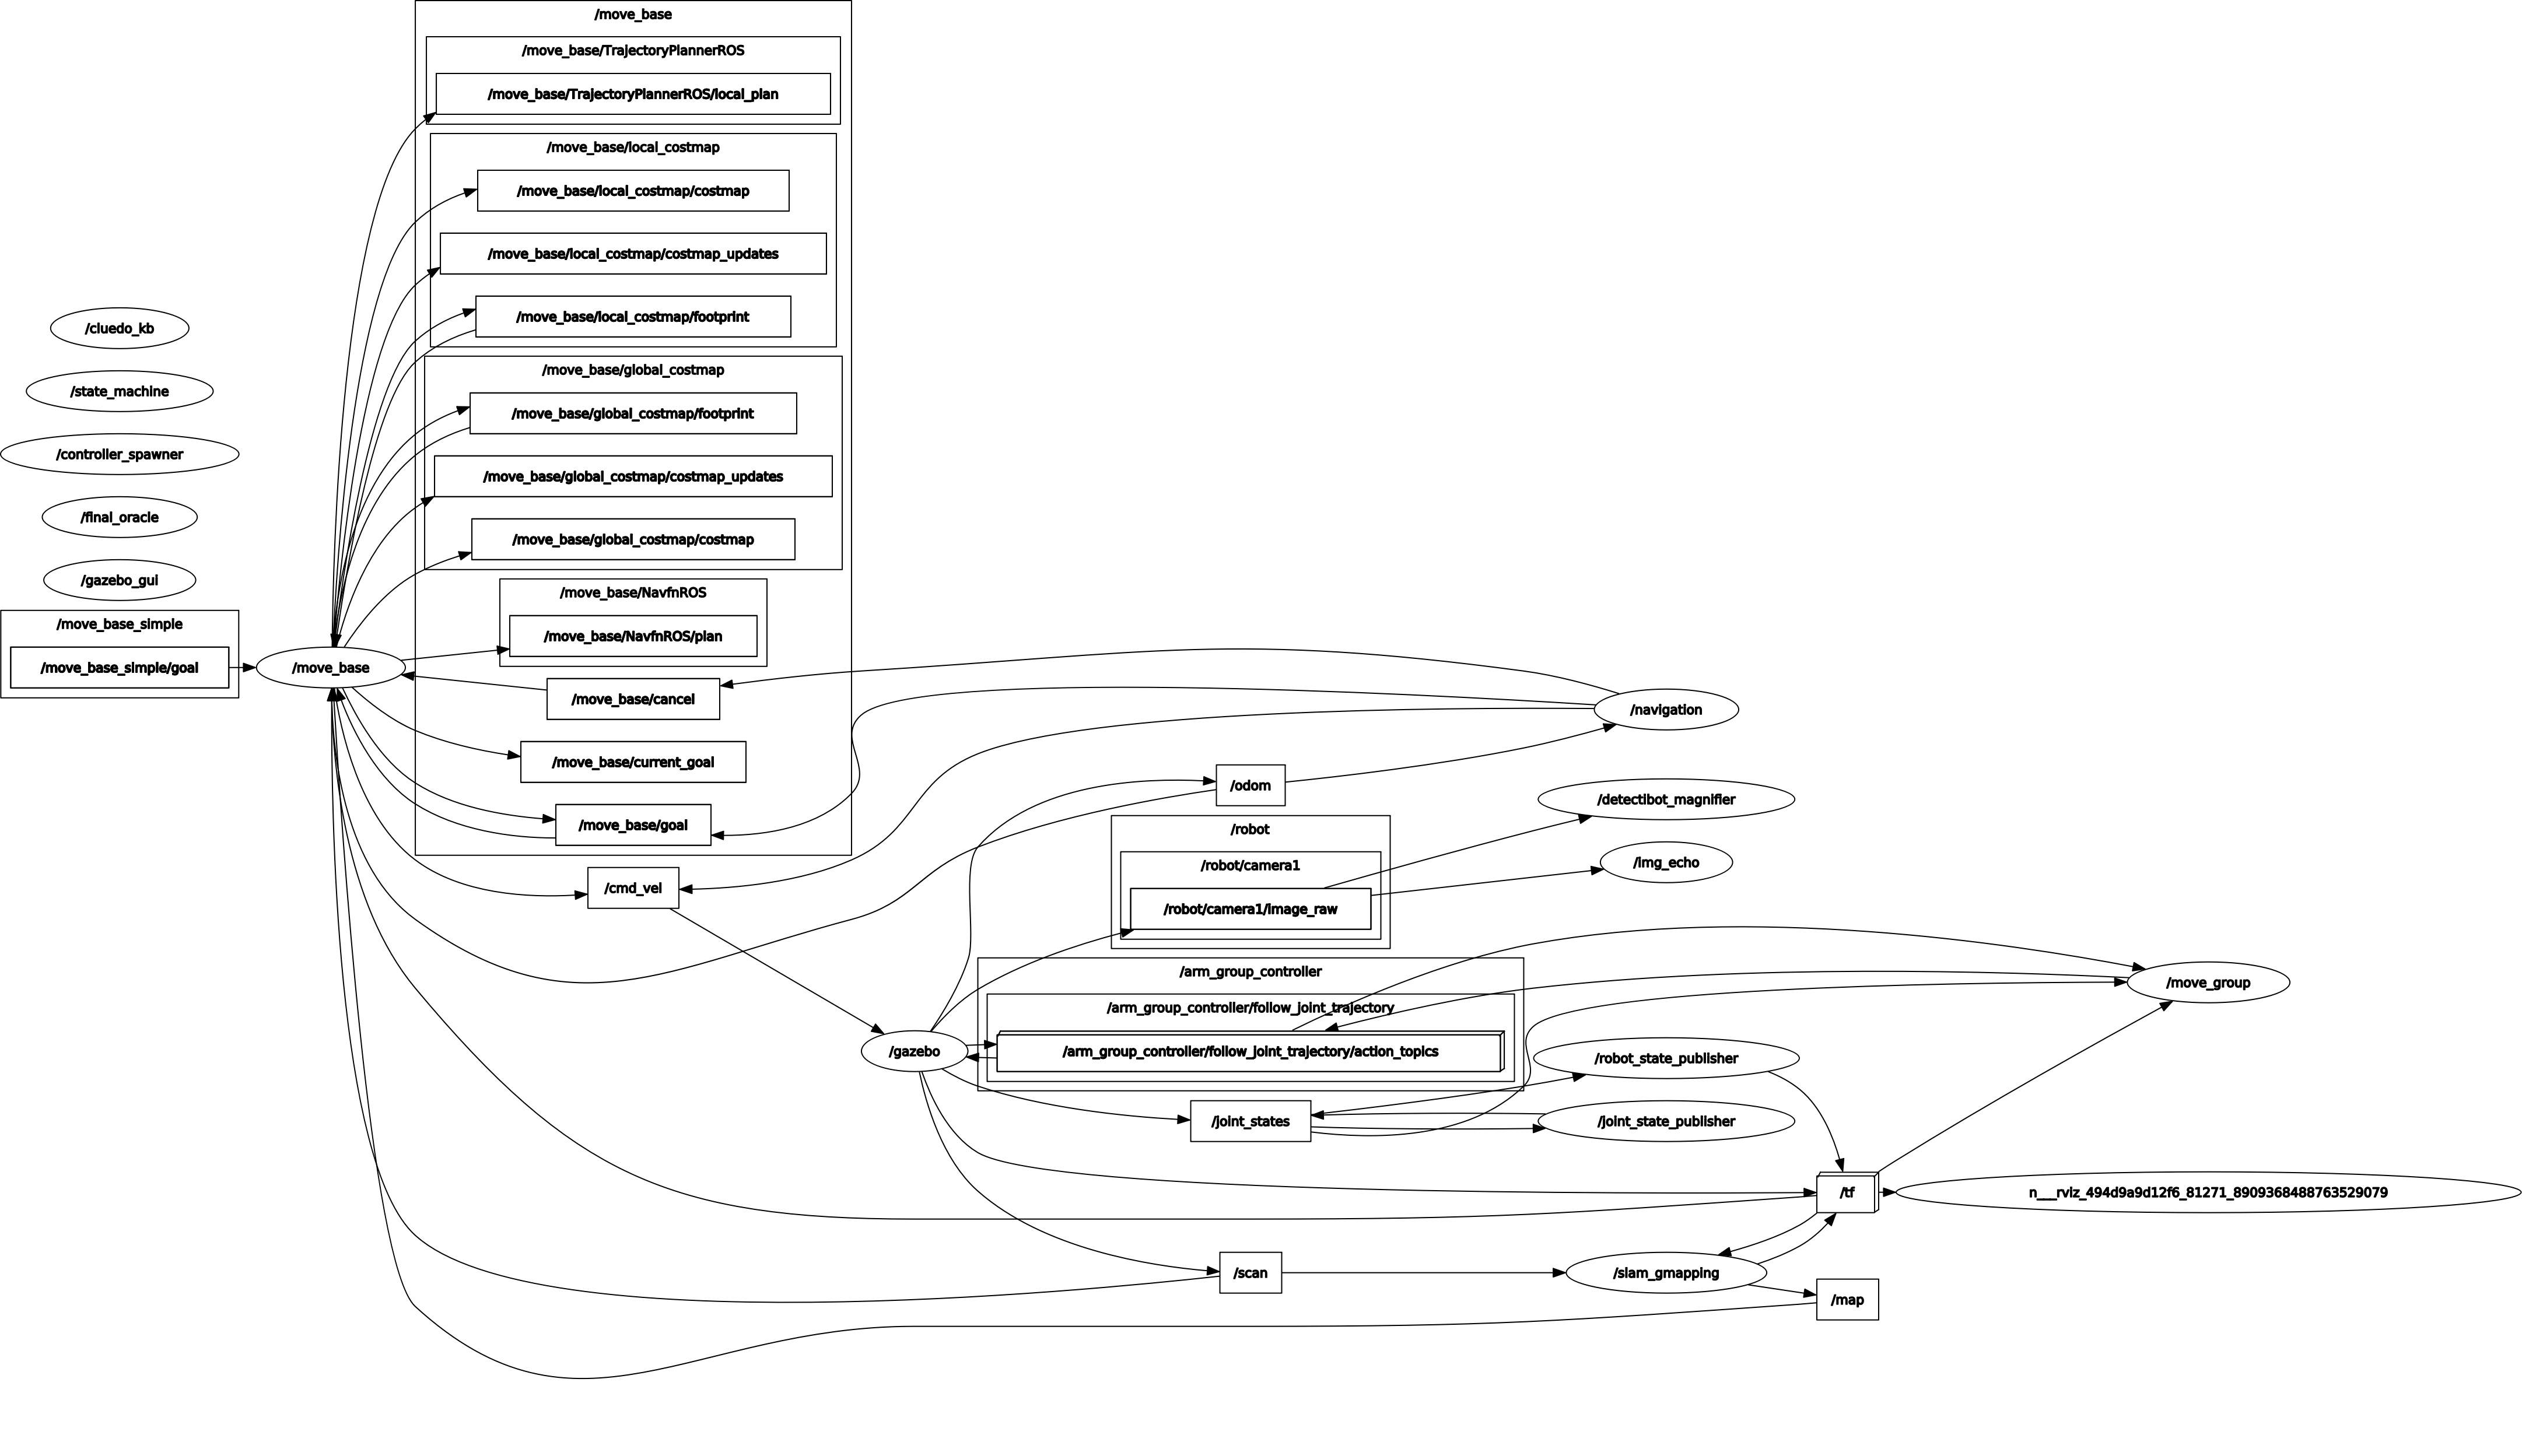 /move_base
/move_base/TrajectoryPlannerROS
/move_base/TrajectoryPlannerROS/local_plan
/move_base/local_costmap
/move_base/local_costmap/costmap
/move_base/local_costmap/costmap_updates
/move_base/local_costmap/footprint
/move_base/global_costmap
/move_base/global_costmap/footprint
/move_base/global_costmap/costmap_updates
/move_base/global_costmap/costmap
/move_base/NavfnROS
/move_base/NavfnROS/plan
/move_base/cancel
/move_base/current_goal
/move_base/goal
/cluedo_kb
/state_machine
/controller_spawner
/final_oracle
/gazebo_gui
/move_base_simple
/move_base_simple/goal
/move_base
/cmd_vel
/navigation
/odom
/detectibot_magnifier
/robot
/robot/camera1
/robot/camera1/image_raw
/img_echo
/arm_group_controller
/arm_group_controller/follow_joint_trajectory
/arm_group_controller/follow_joint_trajectory/action_topics
/gazebo
/move_group
/robot_state_publisher
/joint_states
/joint_state_publisher
/tf
n___rviz_494d9a9d12f6_81271_8909368488763529079
/scan
/slam_gmapping
/map